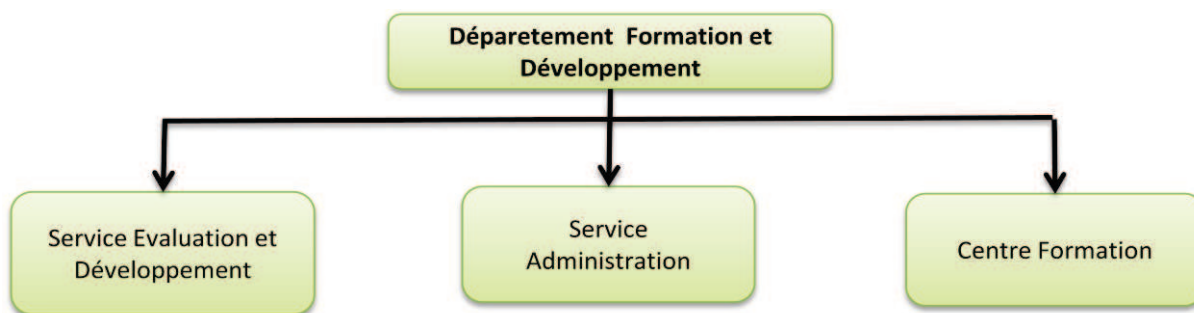 Déparetement Formation et
Développement
Service Evaluation et
Développement
Service
Administration
Centre Formation